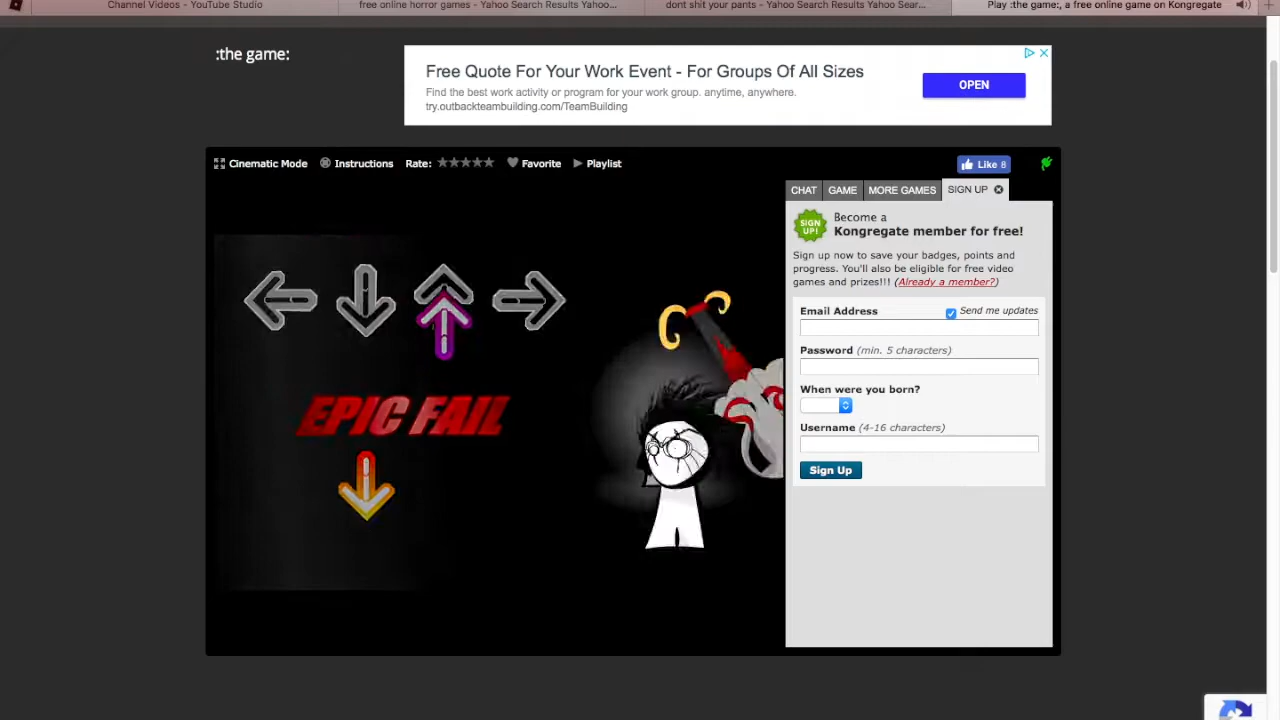 Channel Videos - YouTube Studio
free online horror games - Yahoo Search Results Yahoo...
dont shit your pants - Yahoo Search Results Yahoo Sear...
Play :the game:, a free online game on Kongregate
:the game:
Free Quote For Your Work Event - For Groups Of All Sizes
Find the best work activity or program for your work group. anytime, anywhere.
try.outbackteambuilding.com/TeamBuilding
OPEN
Cinematic Mode
Instructions
Rate:
Favorite
Playlist
Like 8
CHAT
GAME
MORE GAMES
SIGN UP
SIGN UP!
Become a
Kongregate member for free!
Sign up now to save your badges, points and
progress. You'll also be eligible for free video
games and prizes!!! (Already a member?)
Email Address
Send me updates
Password (min. 5 characters)
When were you born?
Username (4-16 characters)
Sign Up
EPIC FAIL